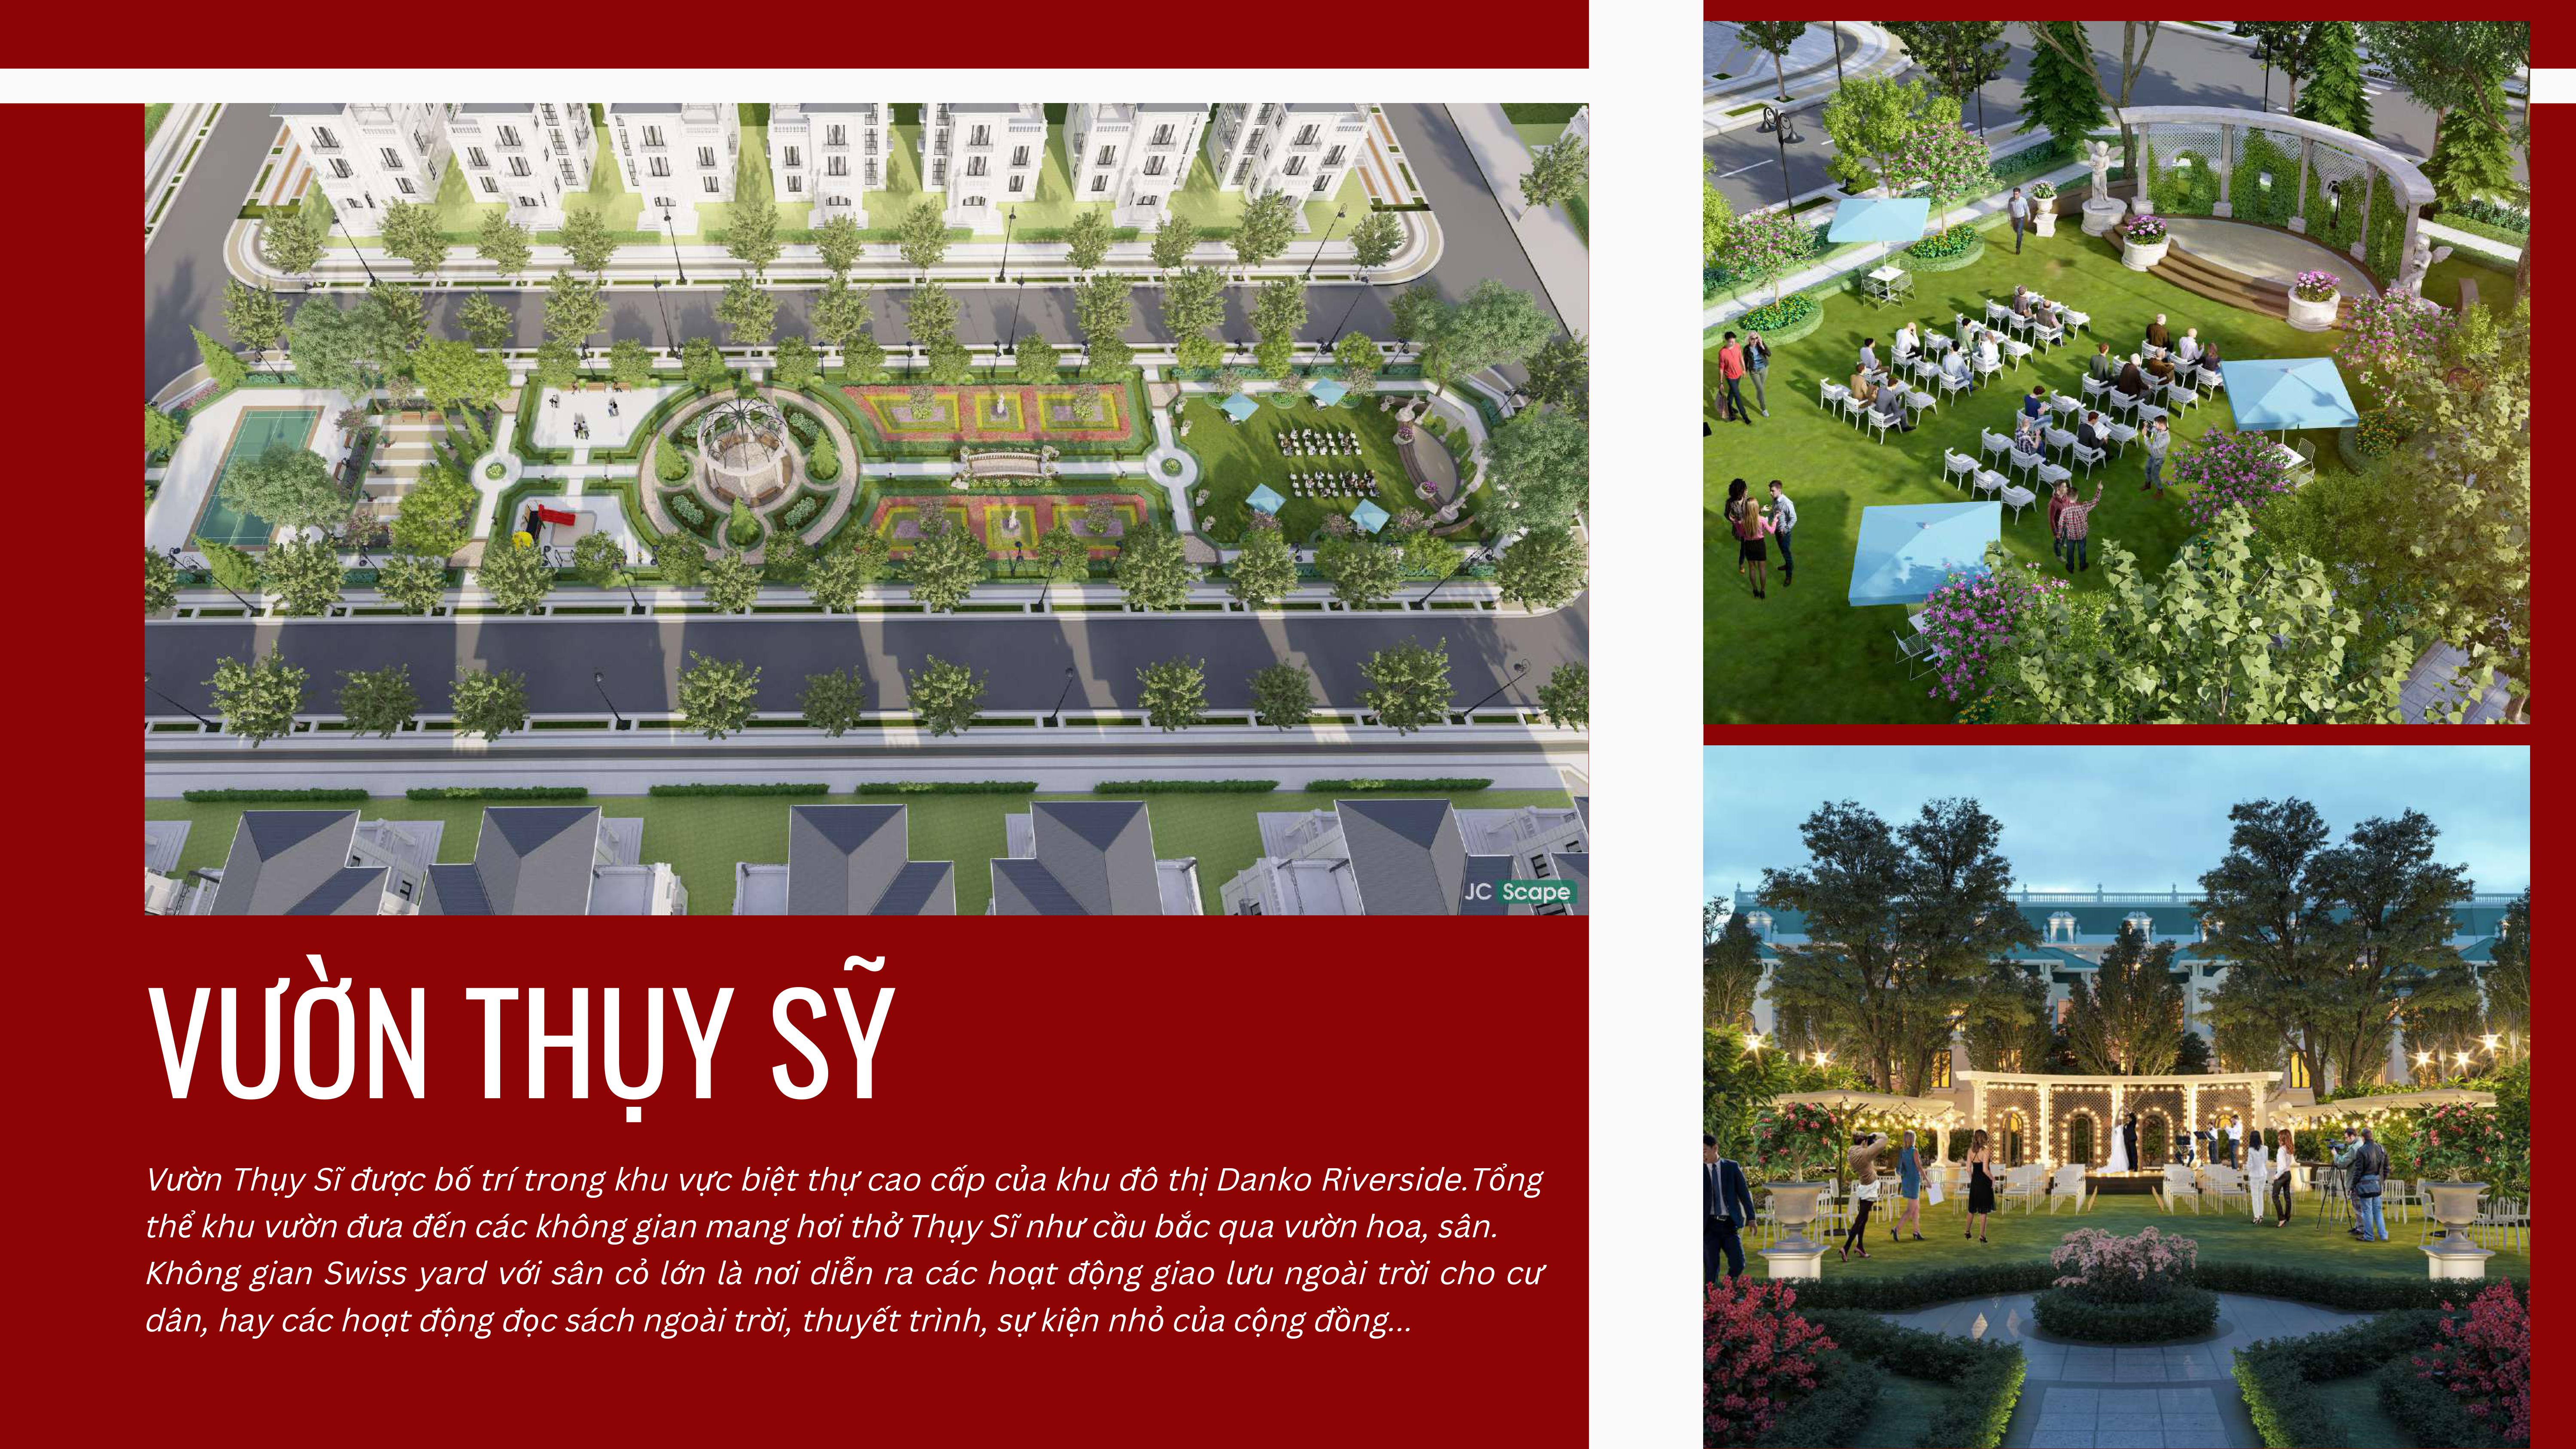 JC Scape
VƯỜN THỤY SỸ
Vườn Thụy Sĩ được bố trí trong khu vực biệt thự cao cấp của khu đô thị Danko Riverside.Tổng
thể khu vườn đưa đến các không gian mang hơi thở Thụy Sĩ như cầu bắc qua vườn hoa, sân.
Không gian Swiss yard với sân cỏ lớn là nơi diễn ra các hoạt động giao lưu ngoài trời cho cư
dân, hay các hoạt động đọc sách ngoài trời, thuyết trình, sự kiện nhỏ của cộng đồng...